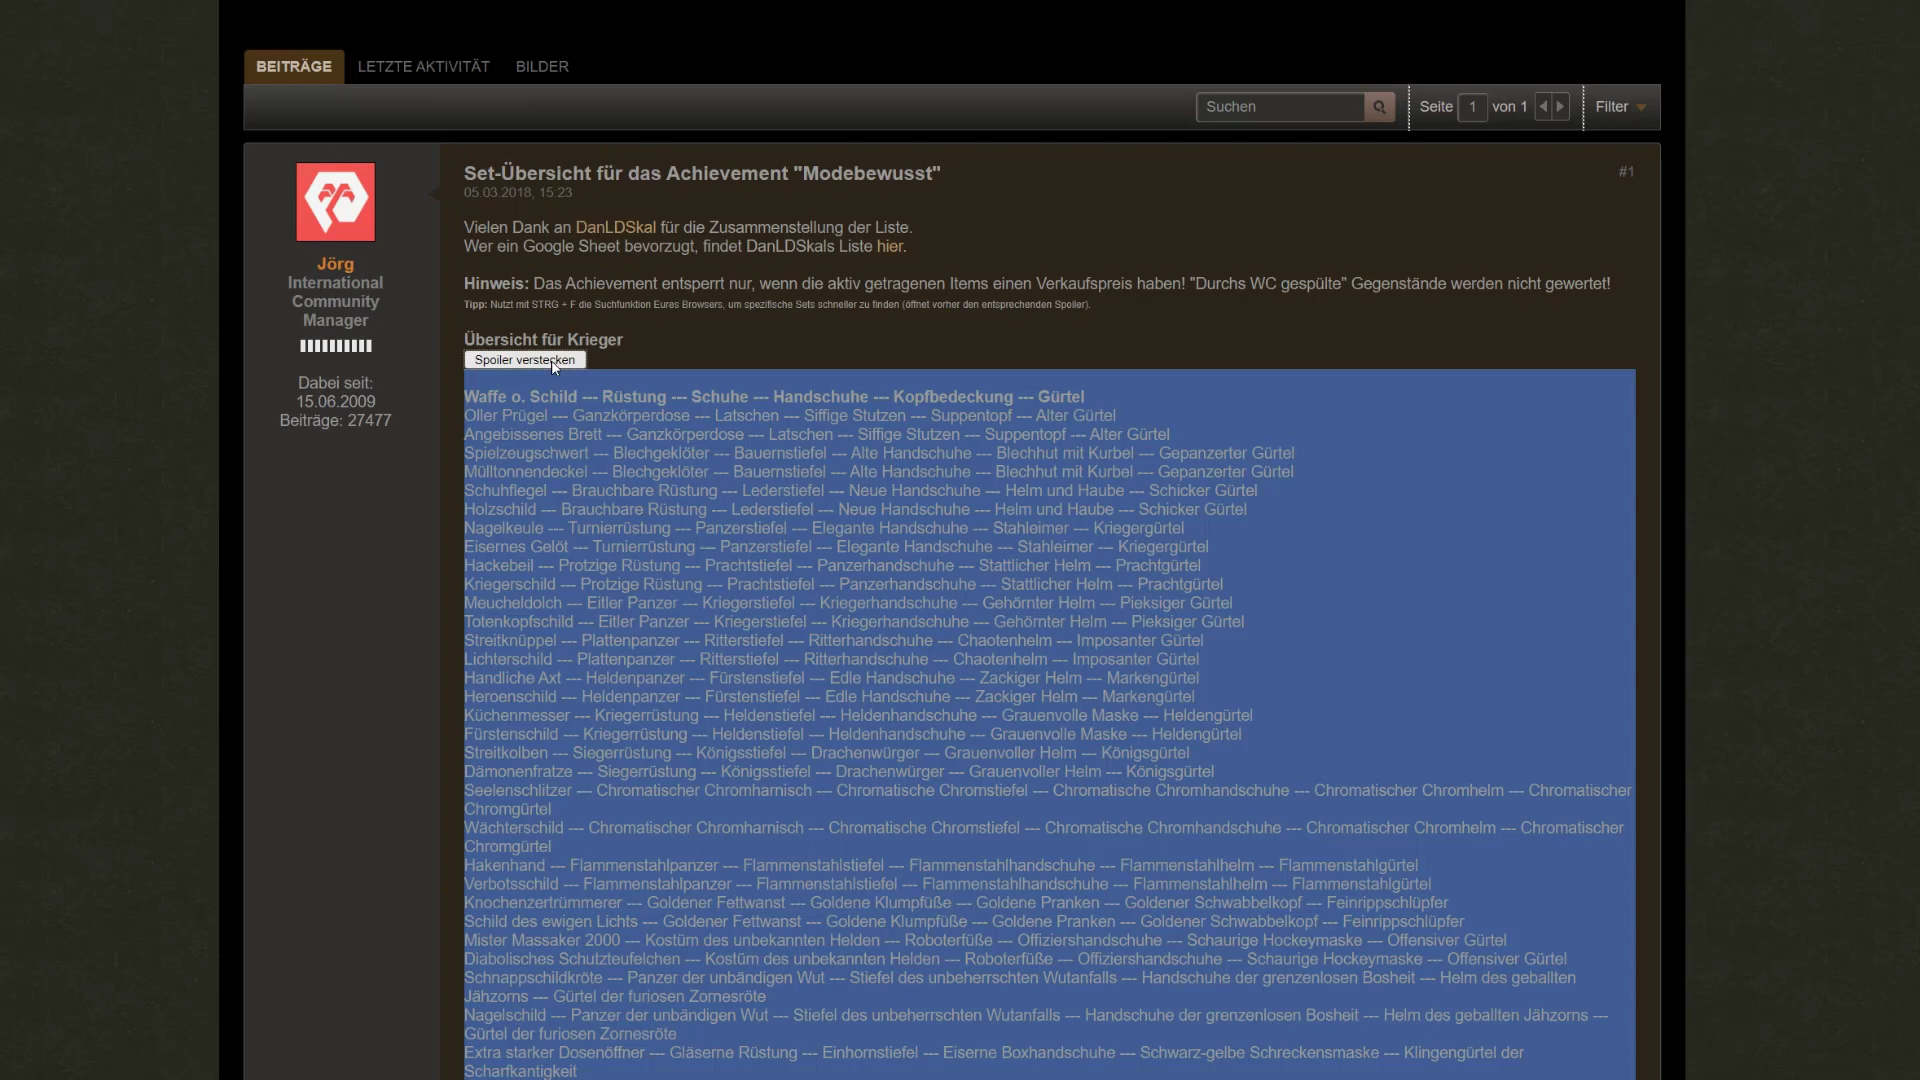 BEITRÄGE LETZTE AKTIVITÄT BILDER
Suchen Seite 1 von 1 Filter
Jörg
International
Community
Manager
Dabei seit:
15.06.2009
Beiträge: 27477
Set-Übersicht für das Achievement "Modebewusst" #1
05.03.2018, 15:23
Vielen Dank an DanLDSkal für die Zusammenstellung der Liste.
Wer ein Google Sheet bevorzugt, findet DanLDSkals Liste hier.
Hinweis: Das Achievement entsperrt nur, wenn die aktiv getragenen Items einen Verkaufspreis haben! "Durchs WC gespülte" Gegenstände werden nicht gewertet!
Tipp: Nutzt mit STRG + F die Suchfunktion Eures Browsers, um spezifische Sets schneller zu finden (öffnet vorher den entsprechenden Spoiler).
Übersicht für Krieger
Spoiler verstecken
Waffe o. Schild --- Rüstung --- Schuhe --- Handschuhe --- Kopfbedeckung --- Gürtel
Oller Prügel --- Ganzkörperdose --- Latschen --- Siffige Stutzen --- Suppentopf --- Alter Gürtel
Angebissenes Brett --- Ganzkörperdose --- Latschen --- Siffige Stutzen --- Suppentopf --- Alter Gürtel
Spielzeugschwert --- Blechgeklöter --- Bauernstiefel --- Alte Handschuhe --- Blechhut mit Kurbel --- Gepanzerter Gürtel
Mülltonnendeckel --- Blechgeklöter --- Bauernstiefel --- Alte Handschuhe --- Blechhut mit Kurbel --- Gepanzerter Gürtel
Schuhflegel --- Brauchbare Rüstung --- Lederstiefel --- Neue Handschuhe --- Helm und Haube --- Schicker Gürtel
Holzschild --- Brauchbare Rüstung --- Lederstiefel --- Neue Handschuhe --- Helm und Haube --- Schicker Gürtel
Nagelkeule --- Turnierrüstung --- Panzerstiefel --- Elegante Handschuhe --- Stahleimer --- Kriegergürtel
Eisernes Gelöt --- Turnierrüstung --- Panzerstiefel --- Elegante Handschuhe --- Stahleimer --- Kriegergürtel
Hackebeil --- Protzige Rüstung --- Prachtstiefel --- Panzerhandschuhe --- Stattlicher Helm --- Prachtgürtel
Kriegerschild --- Protzige Rüstung --- Prachtstiefel --- Panzerhandschuhe --- Stattlicher Helm --- Prachtgürtel
Meucheldolch --- Eitler Panzer --- Kriegerstiefel --- Kriegerhandschuhe --- Gehörnter Helm --- Pieksiger Gürtel
Totenkopfschild --- Eitler Panzer --- Kriegerstiefel --- Kriegerhandschuhe --- Gehörnter Helm --- Pieksiger Gürtel
Streitknüppel --- Plattenpanzer --- Ritterstiefel --- Ritterhandschuhe --- Chaotenhelm --- Imposanter Gürtel
Lichterschild --- Plattenpanzer --- Ritterstiefel --- Ritterhandschuhe --- Chaotenhelm --- Imposanter Gürtel
Handliche Axt --- Heldenpanzer --- Fürstenstiefel --- Edle Handschuhe --- Zackiger Helm --- Markengürtel
Heroenschild --- Heldenpanzer --- Fürstenstiefel --- Edle Handschuhe --- Zackiger Helm --- Markengürtel
Küchenmesser --- Kriegerrüstung --- Heldenstiefel --- Heldenhandschuhe --- Grauenvolle Maske --- Heldengürtel
Fürstenschild --- Kriegerrüstung --- Heldenstiefel --- Heldenhandschuhe --- Grauenvolle Maske --- Heldengürtel
Streitkolben --- Siegerrüstung --- Königsstiefel --- Drachenwürger --- Grauenvoller Helm --- Königsgürtel
Dämonenfratze --- Siegerrüstung --- Königsstiefel --- Drachenwürger --- Grauenvoller Helm --- Königsgürtel
Seelenschlitzer --- Chromatischer Chromharnisch --- Chromatische Chromstiefel --- Chromatische Chromhandschuhe --- Chromatischer Chromhelm --- Chromatischer
Chromgürtel
Wächterschild --- Chromatischer Chromharnisch --- Chromatische Chromstiefel --- Chromatische Chromhandschuhe --- Chromatischer Chromhelm --- Chromatischer
Chromgürtel
Hakenhand --- Flammenstahlpanzer --- Flammenstahlstiefel --- Flammenstahlhandschuhe --- Flammenstahlhelm --- Flammenstahlgürtel
Verbotsschild --- Flammenstahlpanzer --- Flammenstahlstiefel --- Flammenstahlhandschuhe --- Flammenstahlhelm --- Flammenstahlgürtel
Knochenzertrümmerer --- Goldener Fettwanst --- Goldene Klumpfüße --- Goldene Pranken --- Goldener Schwabbelkopf --- Feinrippschlüpfer
Schild des ewigen Lichts --- Goldener Fettwanst --- Goldene Klumpfüße --- Goldene Pranken --- Goldener Schwabbelkopf --- Feinrippschlüpfer
Mister Massaker 2000 --- Kostüm des unbekannten Helden --- Roboterfüße --- Offiziershandschuhe --- Schaurige Hockeymaske --- Offensiver Gürtel
Diabolisches Schutzteufelchen --- Kostüm des unbekannten Helden --- Roboterfüße --- Offiziershandschuhe --- Schaurige Hockeymaske --- Offensiver Gürtel
Schnappschildkröte --- Panzer der unbändigen Wut --- Stiefel des unbeherrschten Wutanfalls --- Handschuhe der grenzenlosen Bosheit --- Helm des geballten
Jähzorns --- Gürtel der furiosen Zornesröte
Nagelschild --- Panzer der unbändigen Wut --- Stiefel des unbeherrschten Wutanfalls --- Handschuhe der grenzenlosen Bosheit --- Helm des geballten Jähzorns ---
Gürtel der furiosen Zornesröte
Extra starker Dosenöffner --- Gläserne Rüstung --- Einhornstiefel --- Eiserne Boxhandschuhe --- Schwarz-gelbe Schreckensmaske --- Klingengürtel der
Scharfkantigkeit